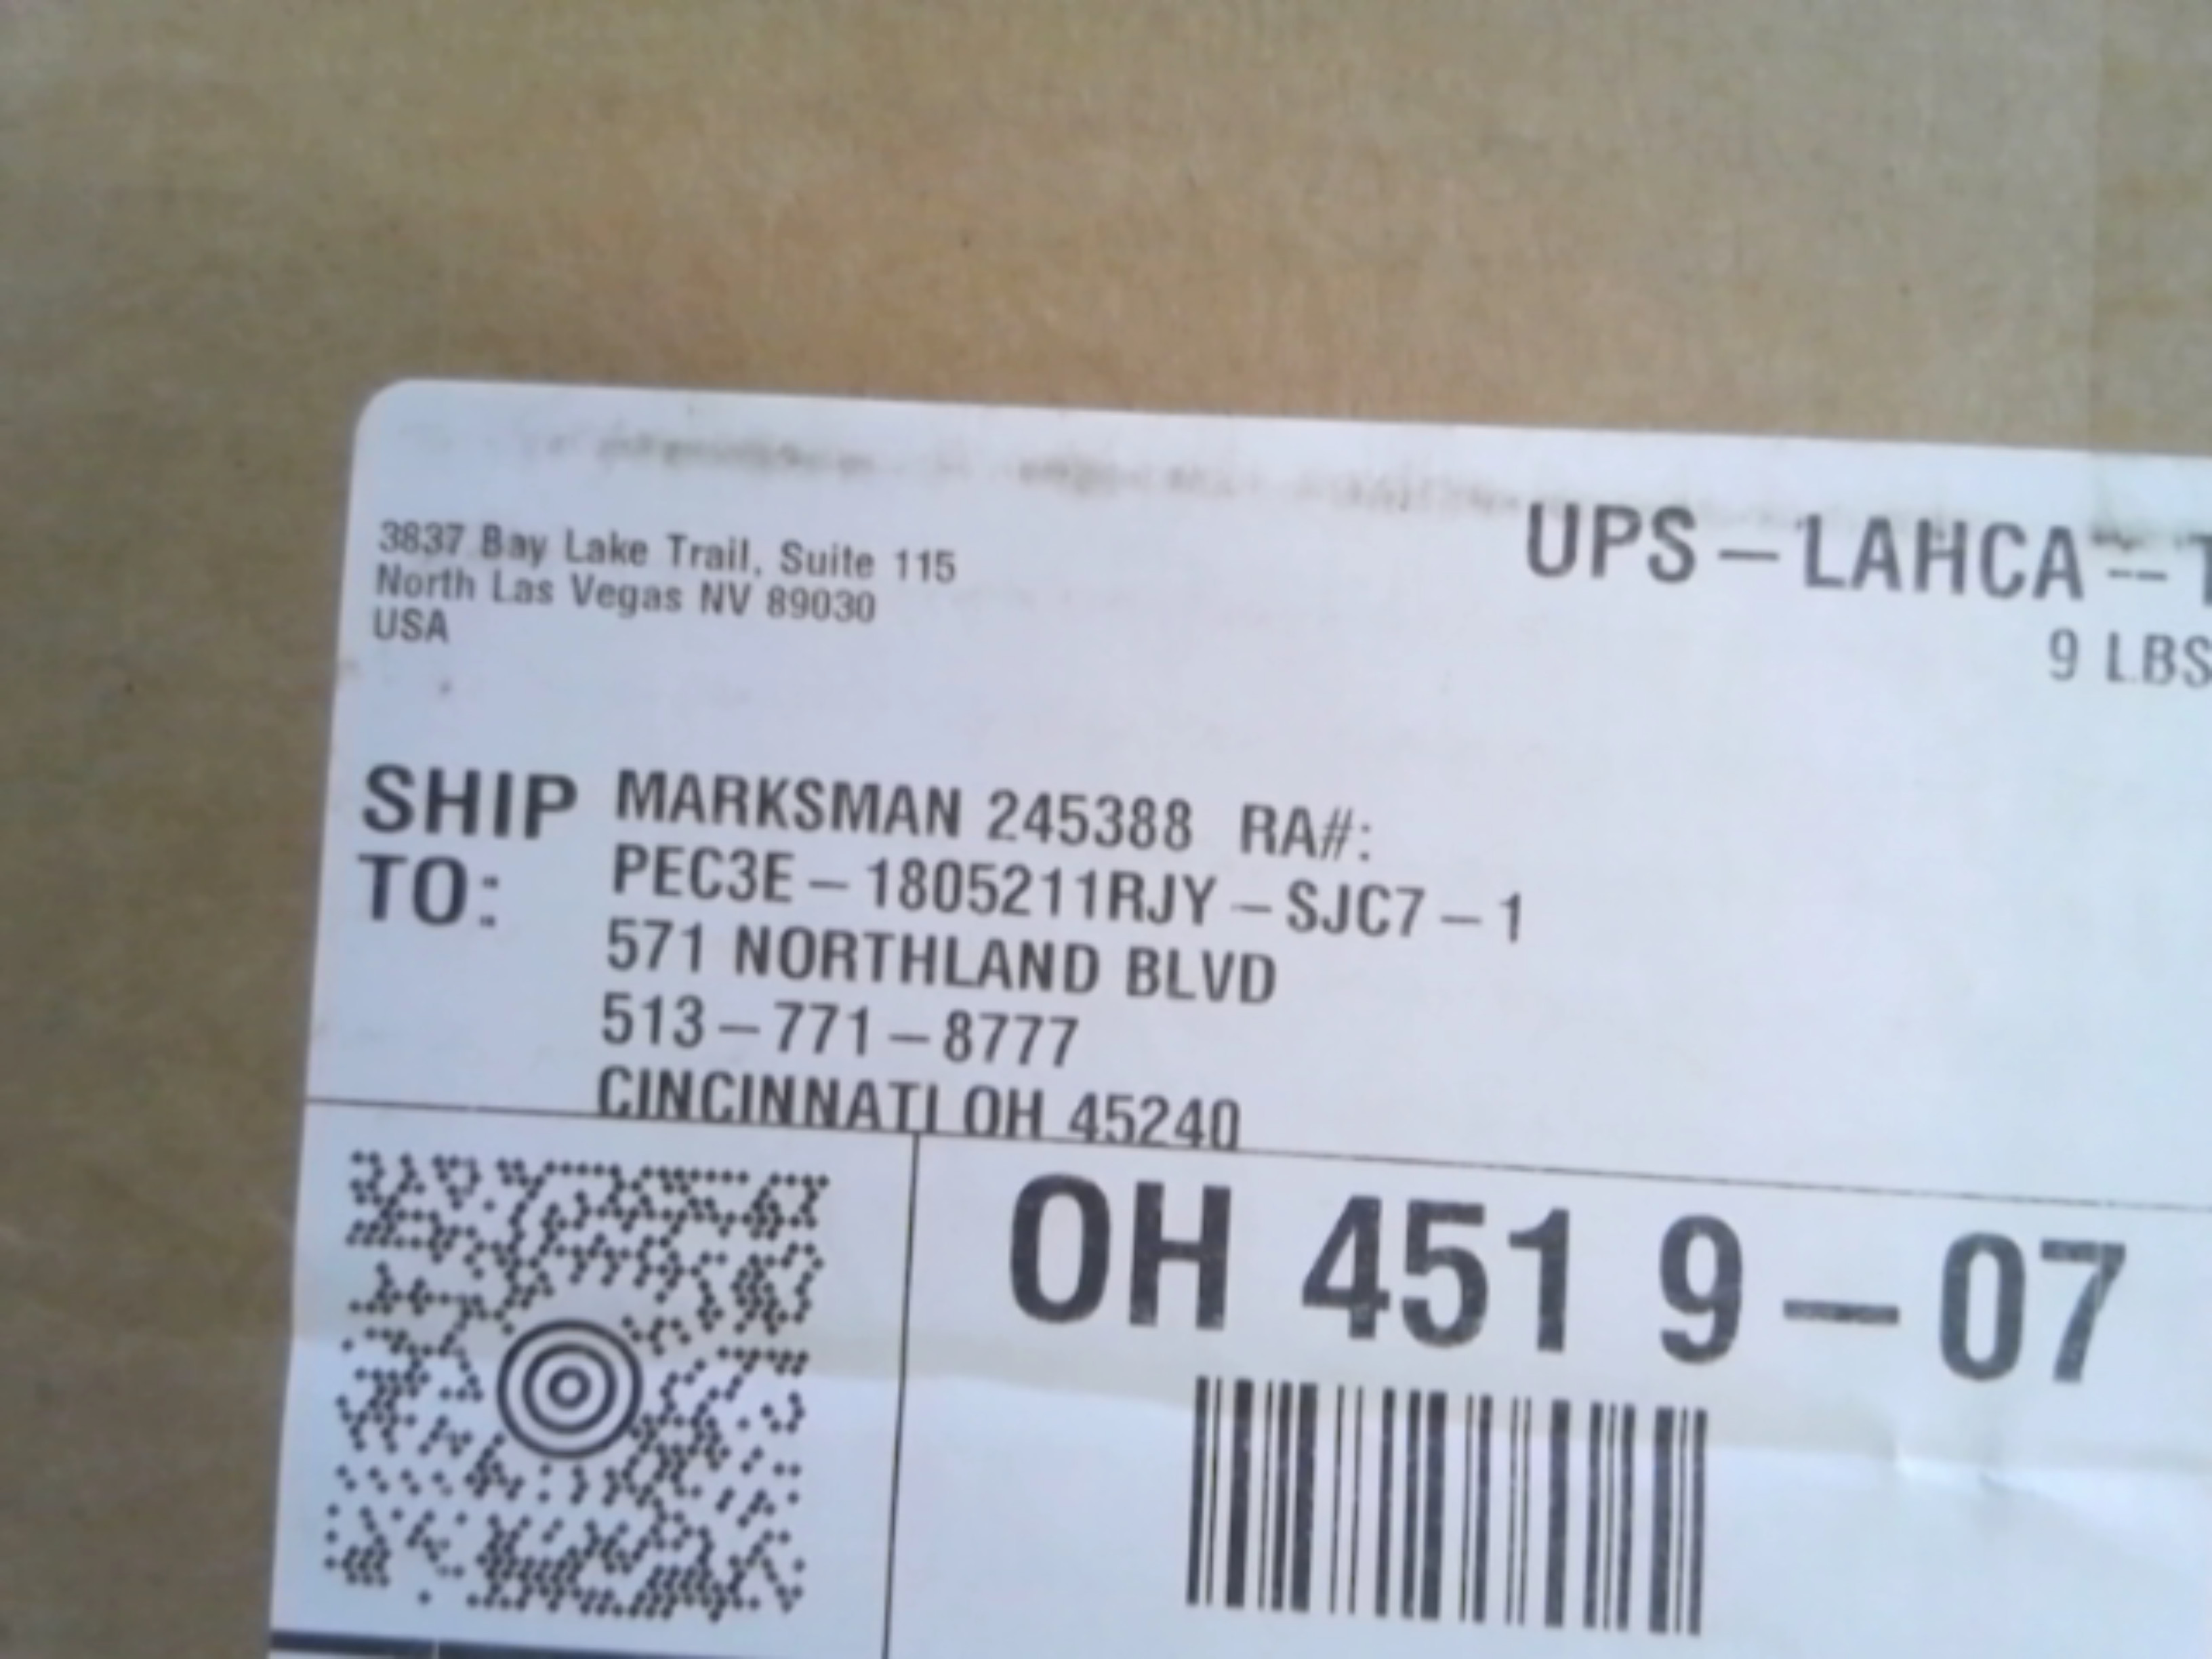 3837 Bay Lake Trail, Suite 115
North Las Vegas NV 89030
USA
UPS – LAHCA –– T
9 LBS
SHIP TO:
MARKSMAN 245388 RA#:
PEC3E – 1805211RJY – SJC7 – 1
571 NORTHLAND BLVD
513 – 771 – 8777
CINCINNATI OH 45240
OH 451 9 – 07